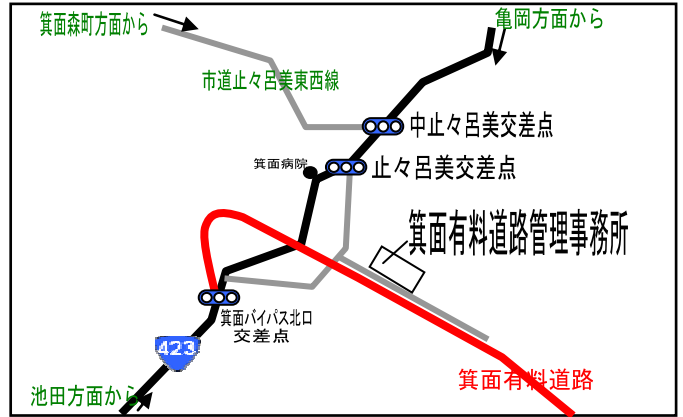 箕面森町方面から
亀岡方面から
市道止々呂美東西線
中止々呂美交差点
箕面病院
止々呂美交差点
箕面有料道路管理事務所
箕面バイパス北口
交差点
423
箕面有料道路
池田方面から